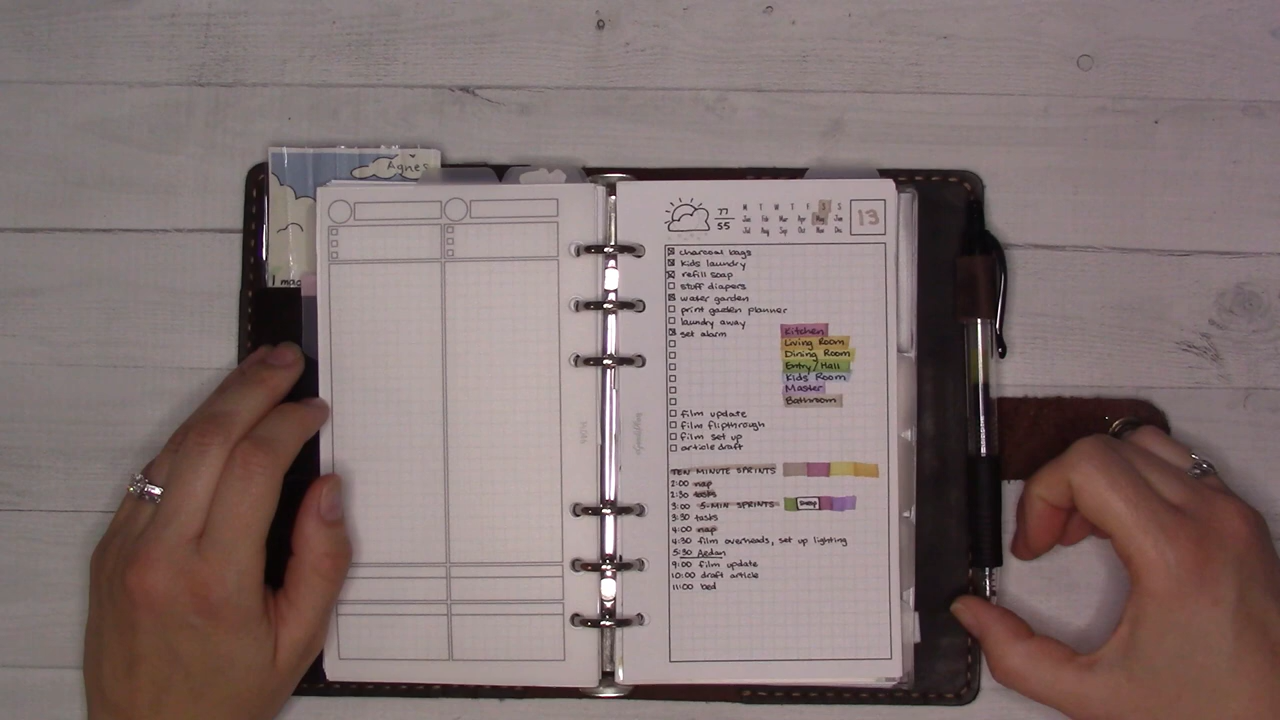 Agnes
I mad
77
55
M T W T F S S
Jan Feb Mar Apr May Jun
Jul Aug Sep Oct Nov Dec
13
charcoal bags
kids laundry
refill soap
stuff diapers
water garden
print garden planner
laundry away
set alarm
Kitchen
Living Room
Dining Room
Entry/Hall
Kids Room
Master
Bathroom
film update
film flipthrough
film set up
article draft
TEN MINUTE SPRINTS
2:00 nap
2:30 tasks
3:00 5-MIN SPRINTS
3:30 tasks
4:00 nap
4:30 film overheads, set up lighting
5:30 Aedan
9:00 film update
10:00 draft article
11:00 bed